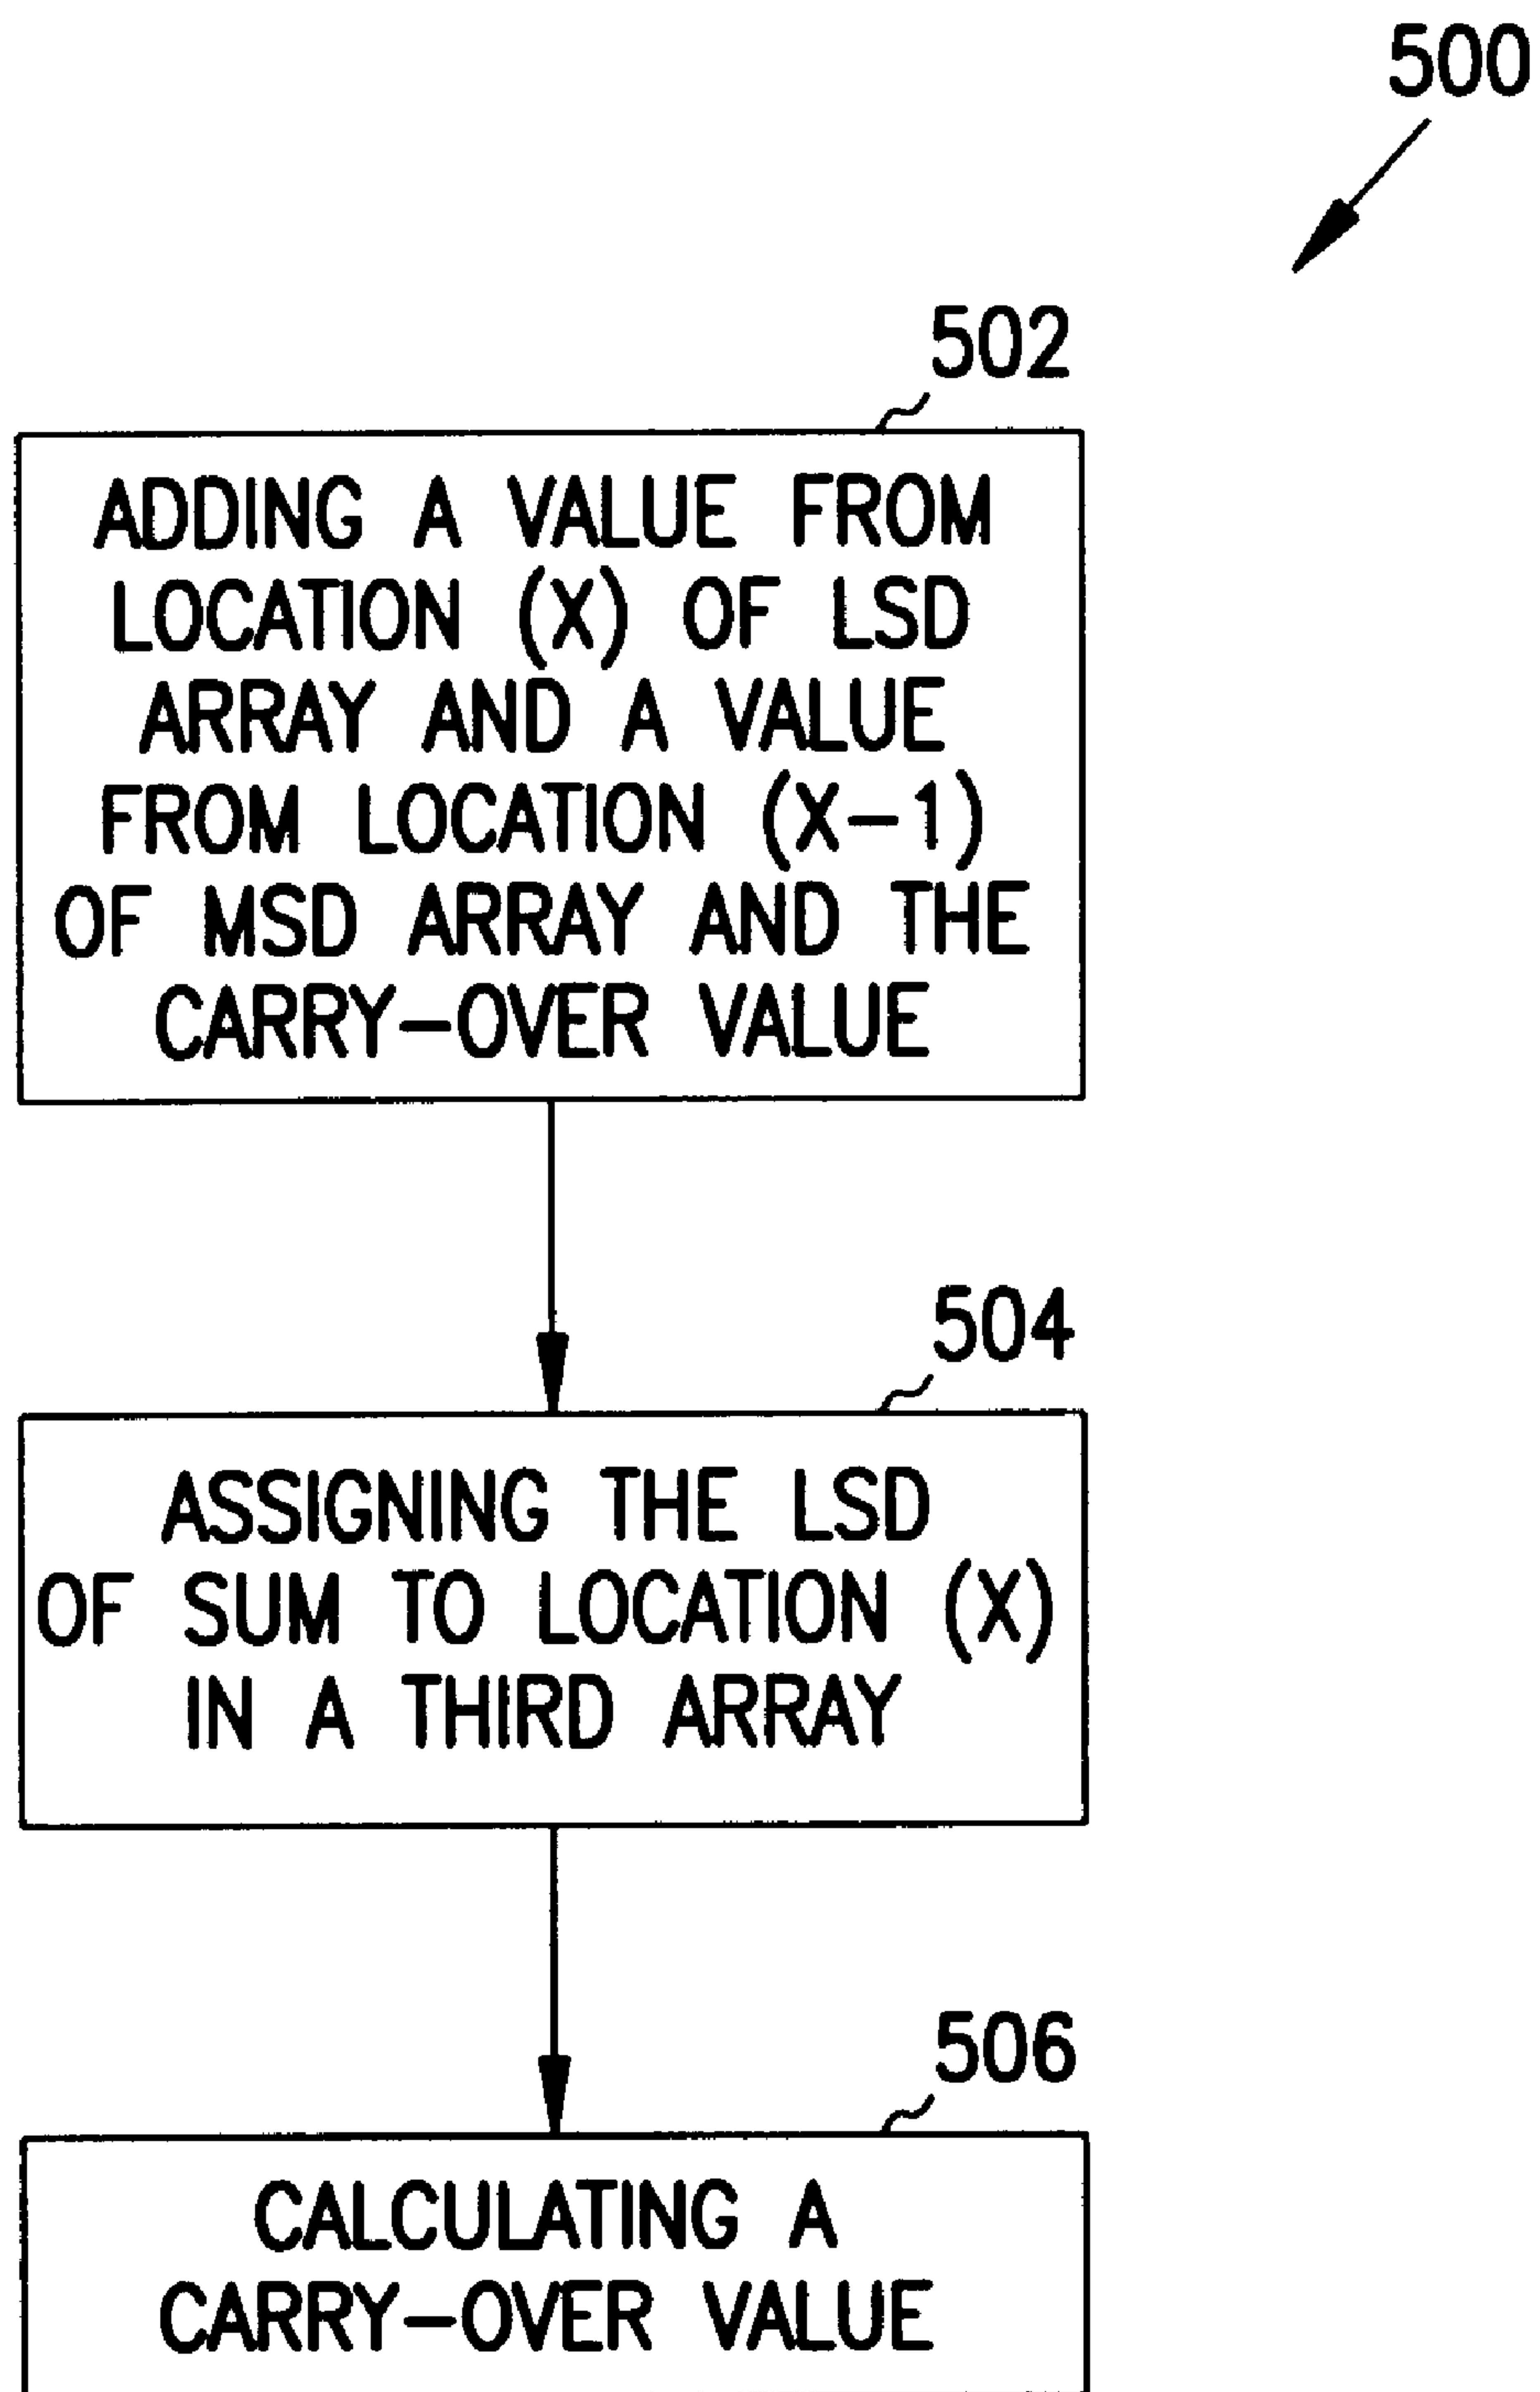 500
502
ADDING A VALUE FROM
LOCATION (X) OF LSD
ARRAY AND A VALUE
FROM LOCATION (X-1)
OF MSD ARRAY AND THE
CARRY-OVER VALUE
504
ASSIGNING THE LSD
OF SUM TO LOCATION (X)
IN A THIRD ARRAY
506
CALCULATING A
CARRY-OVER VALUE